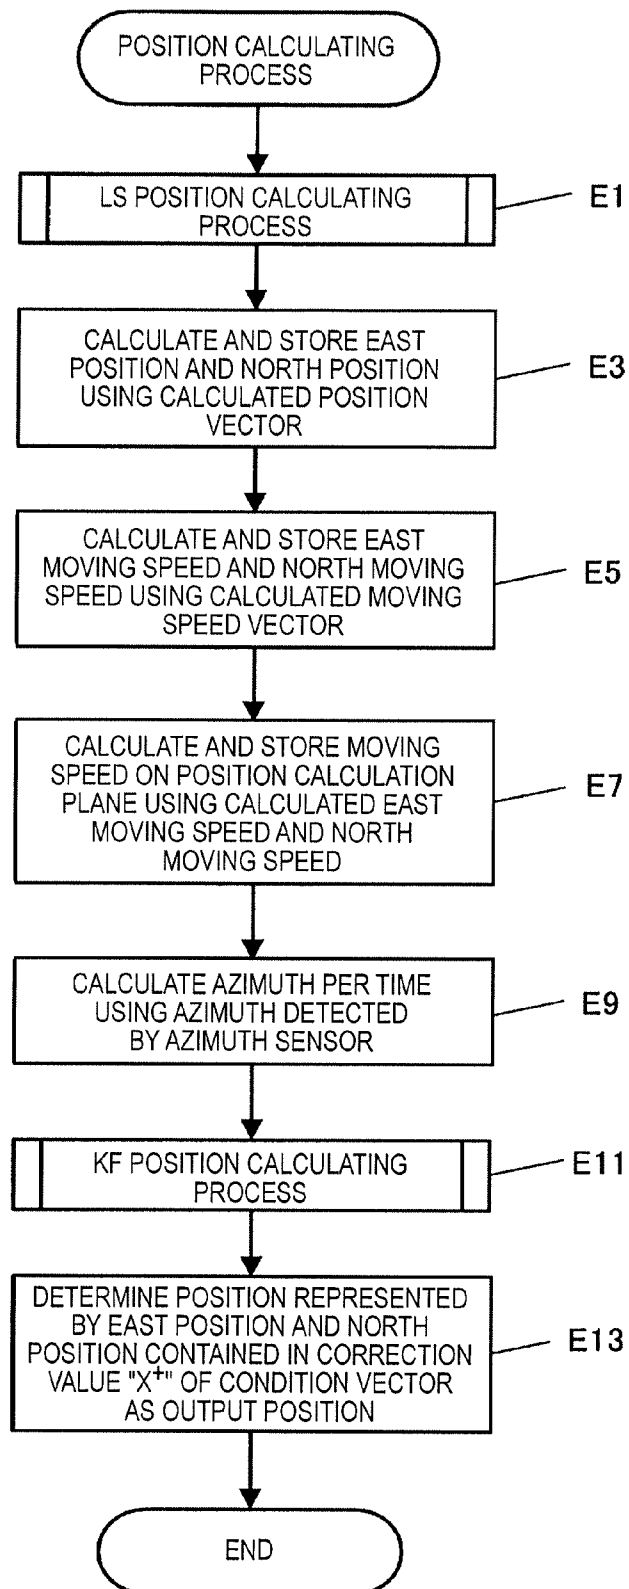 POSITION CALCULATING
PROCESS
LS POSITION CALCULATING
PROCESS
E1
CALCULATE AND STORE EAST
POSITION AND NORTH POSITION
USING CALCULATED POSITION
VECTOR
E3
CALCULATE AND STORE EAST
MOVING SPEED AND NORTH MOVING
SPEED USING CALCULATED MOVING
SPEED VECTOR
E5
CALCULATE AND STORE MOVING
SPEED ON POSITION CALCULATION
PLANE USING CALCULATED EAST
MOVING SPEED AND NORTH
MOVING SPEED
E7
CALCULATE AZIMUTH PER TIME
USING AZIMUTH DETECTED
BY AZIMUTH SENSOR
E9
KF POSITION CALCULATING
PROCESS
E11
DETERMINE POSITION REPRESENTED
BY EAST POSITION AND NORTH
POSITION CONTAINED IN CORRECTION
VALUE "X+" OF CONDITION VECTOR
AS OUTPUT POSITION
E13
END